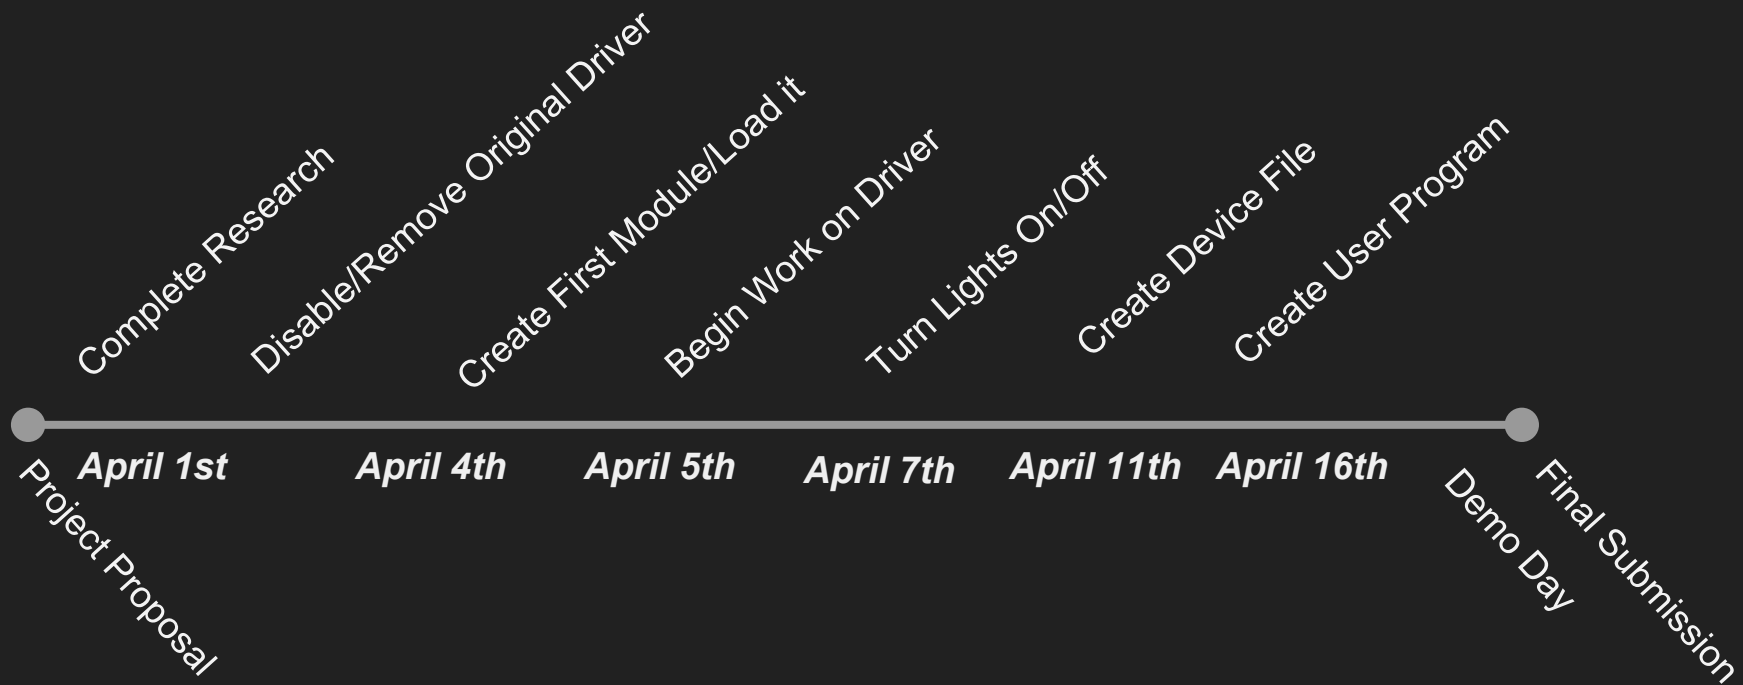 Complete Research
Disable/Remove Original Driver
Create First Module/Load it
Begin Work on Driver
Turn Lights On/Off
Create Device File
Create User Program
April 1st
April 4th
April 5th
April 7th
April 11th
April 16th
Project Proposal
Demo Day
Final Submission